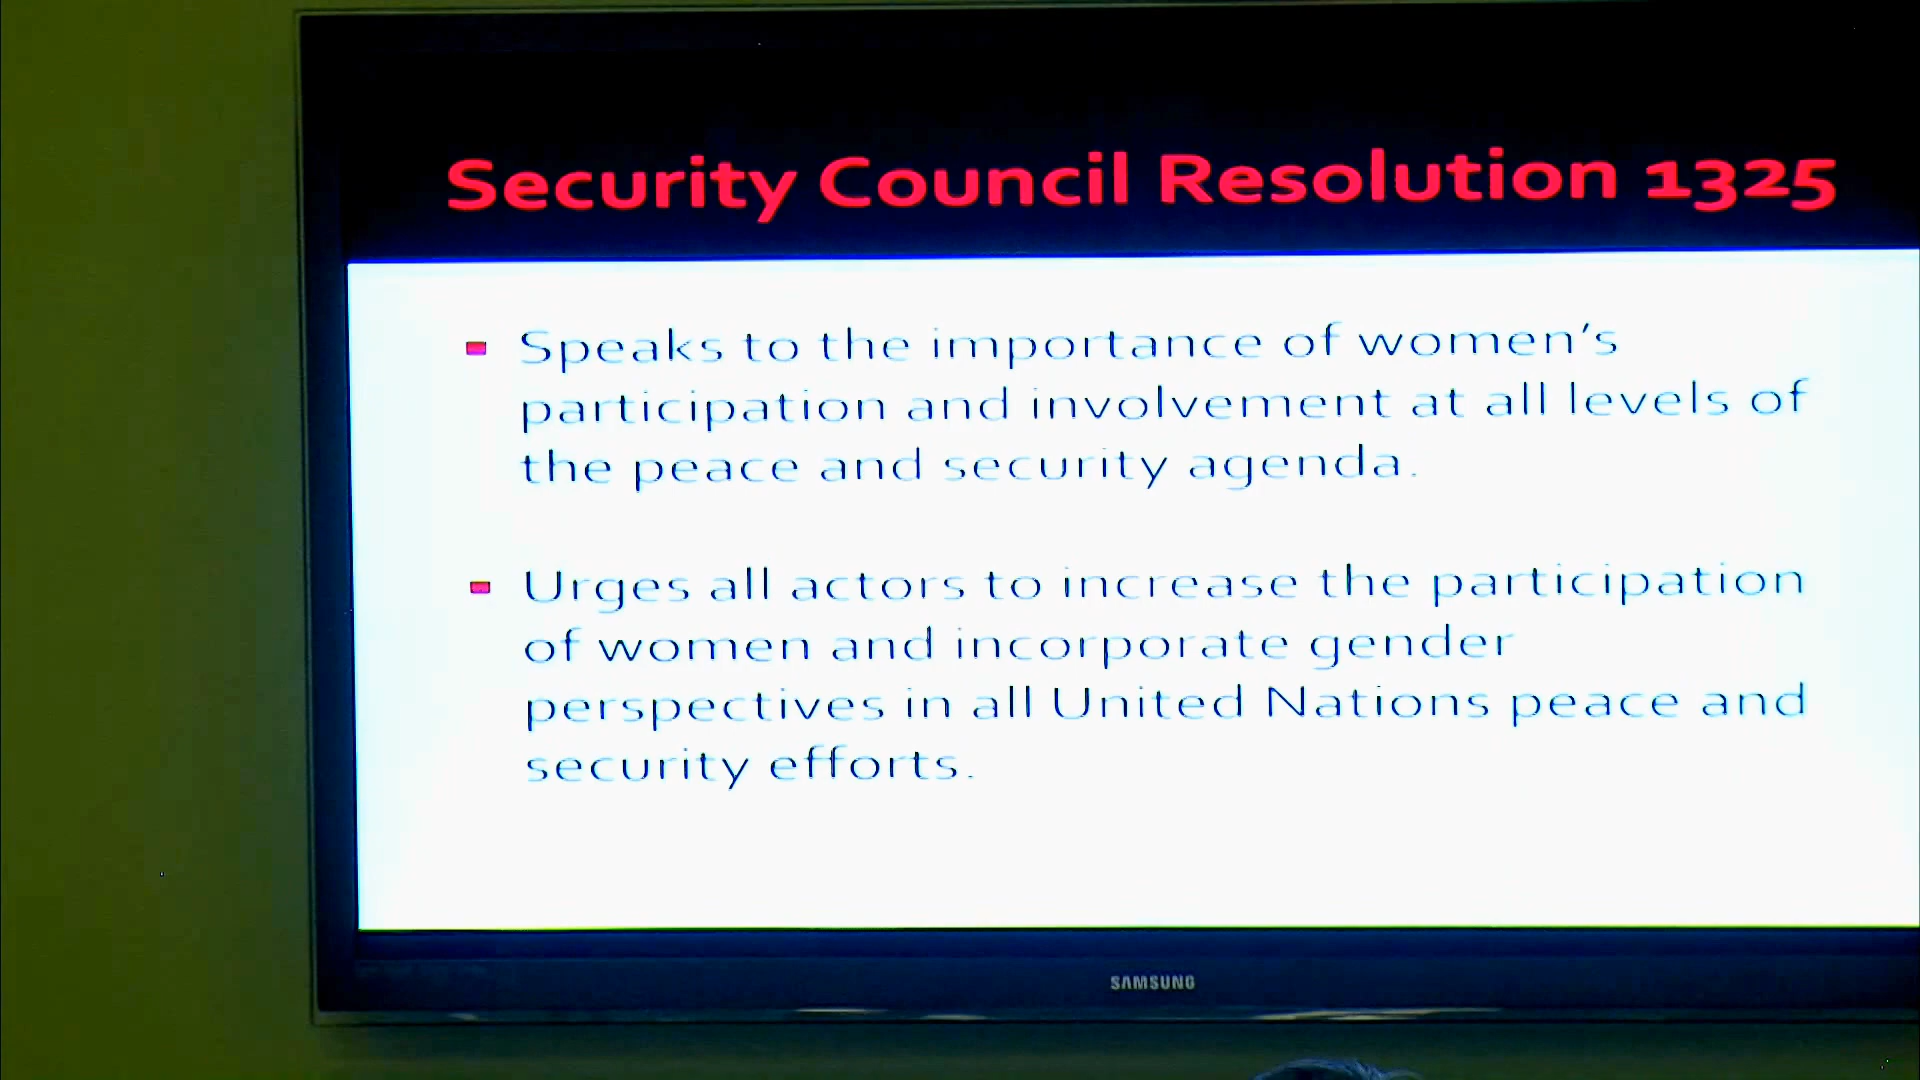 Security Council Resolution 1325
Speaks to the importance of women's
participation and involvement at all levels of
the peace and security agenda.
Urges all actors to increase the participation
of women and incorporate gender
perspectives in all United Nations peace and
security efforts.
SAMSUNG